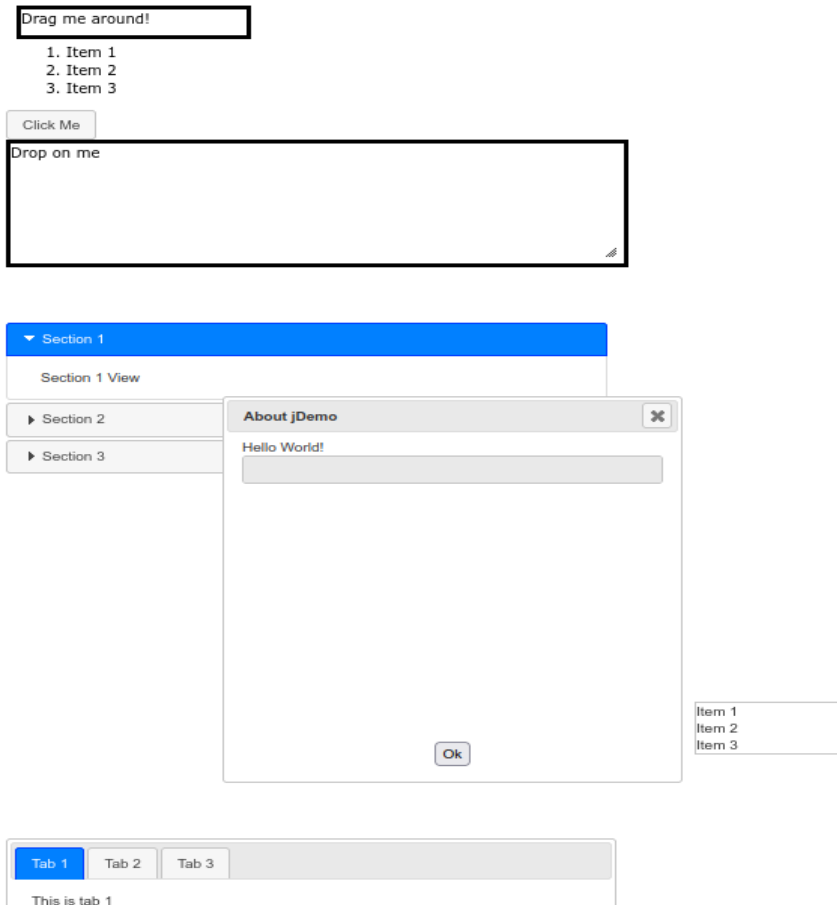 Drag me around!
1. Item 1
2. Item 2
3. Item 3
Click Me
Drop on me
Section 1
Section 1 View
Section 2
Section 3
About jDemo
Hello World!
Ok
Item 1
Item 2
Item 3
Tab 1 Tab 2 Tab 3
This is tab 1